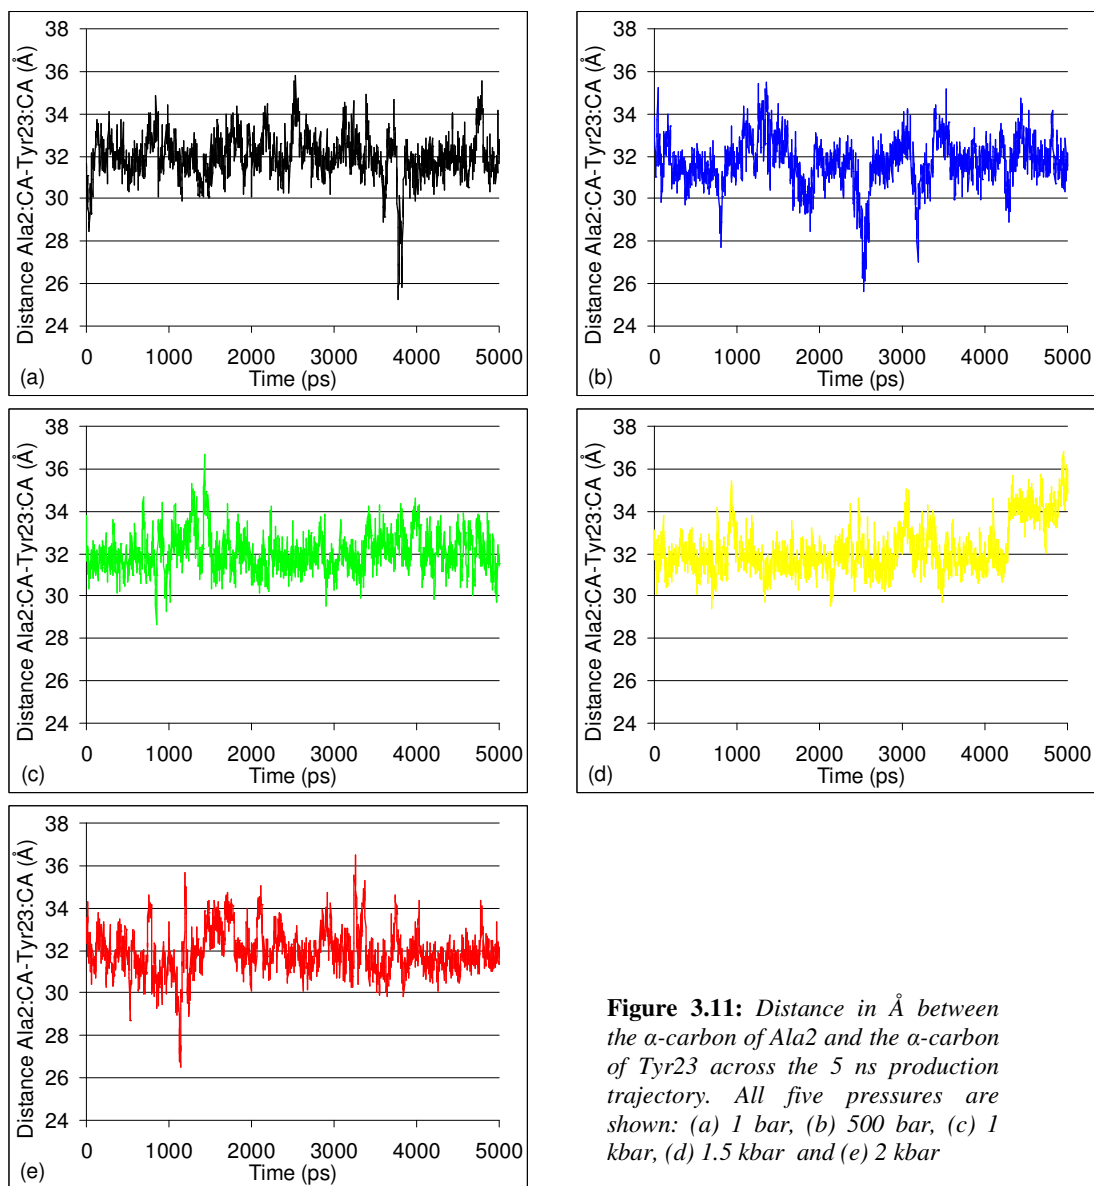 Distance Ala2:CA-Tyr23:CA (Å)
38
36
34
32
30
28
26
24
0 1000 2000 3000 4000 5000
Time (ps)
(a)
Distance Ala2:CA-Tyr23:CA (Å)
38
36
34
32
30
28
26
24
0 1000 2000 3000 4000 5000
Time (ps)
(b)
Distance Ala2:CA-Tyr23:CA (Å)
38
36
34
32
30
28
26
24
0 1000 2000 3000 4000 5000
Time (ps)
(c)
Distance Ala2:CA-Tyr23:CA (Å)
38
36
34
32
30
28
26
24
0 1000 2000 3000 4000 5000
Time (ps)
(d)
Distance Ala2:CA-Tyr23:CA (Å)
38
36
34
32
30
28
26
24
0 1000 2000 3000 4000 5000
Time (ps)
(e)
Figure 3.11: Distance in Å between
the α-carbon of Ala2 and the α-carbon
of Tyr23 across the 5 ns production
trajectory. All five pressures are
shown: (a) 1 bar, (b) 500 bar, (c) 1
kbar, (d) 1.5 kbar and (e) 2 kbar